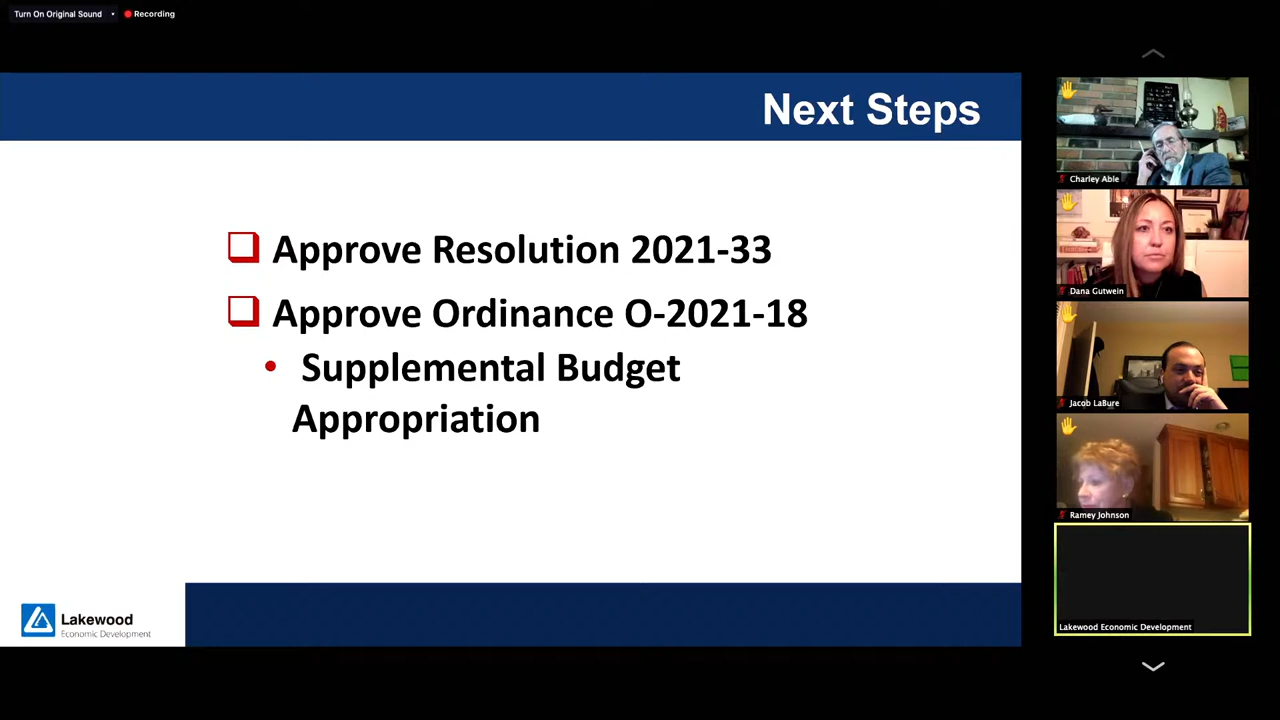 Turn On Original Sound
Recording
Next Steps
Approve Resolution 2021-33
Approve Ordinance O-2021-18
• Supplemental Budget
Appropriation
Lakewood
Economic Development
Charley Able
Dana Gutwein
Jacob LaBure
Ramey Johnson
Lakewood Economic Development